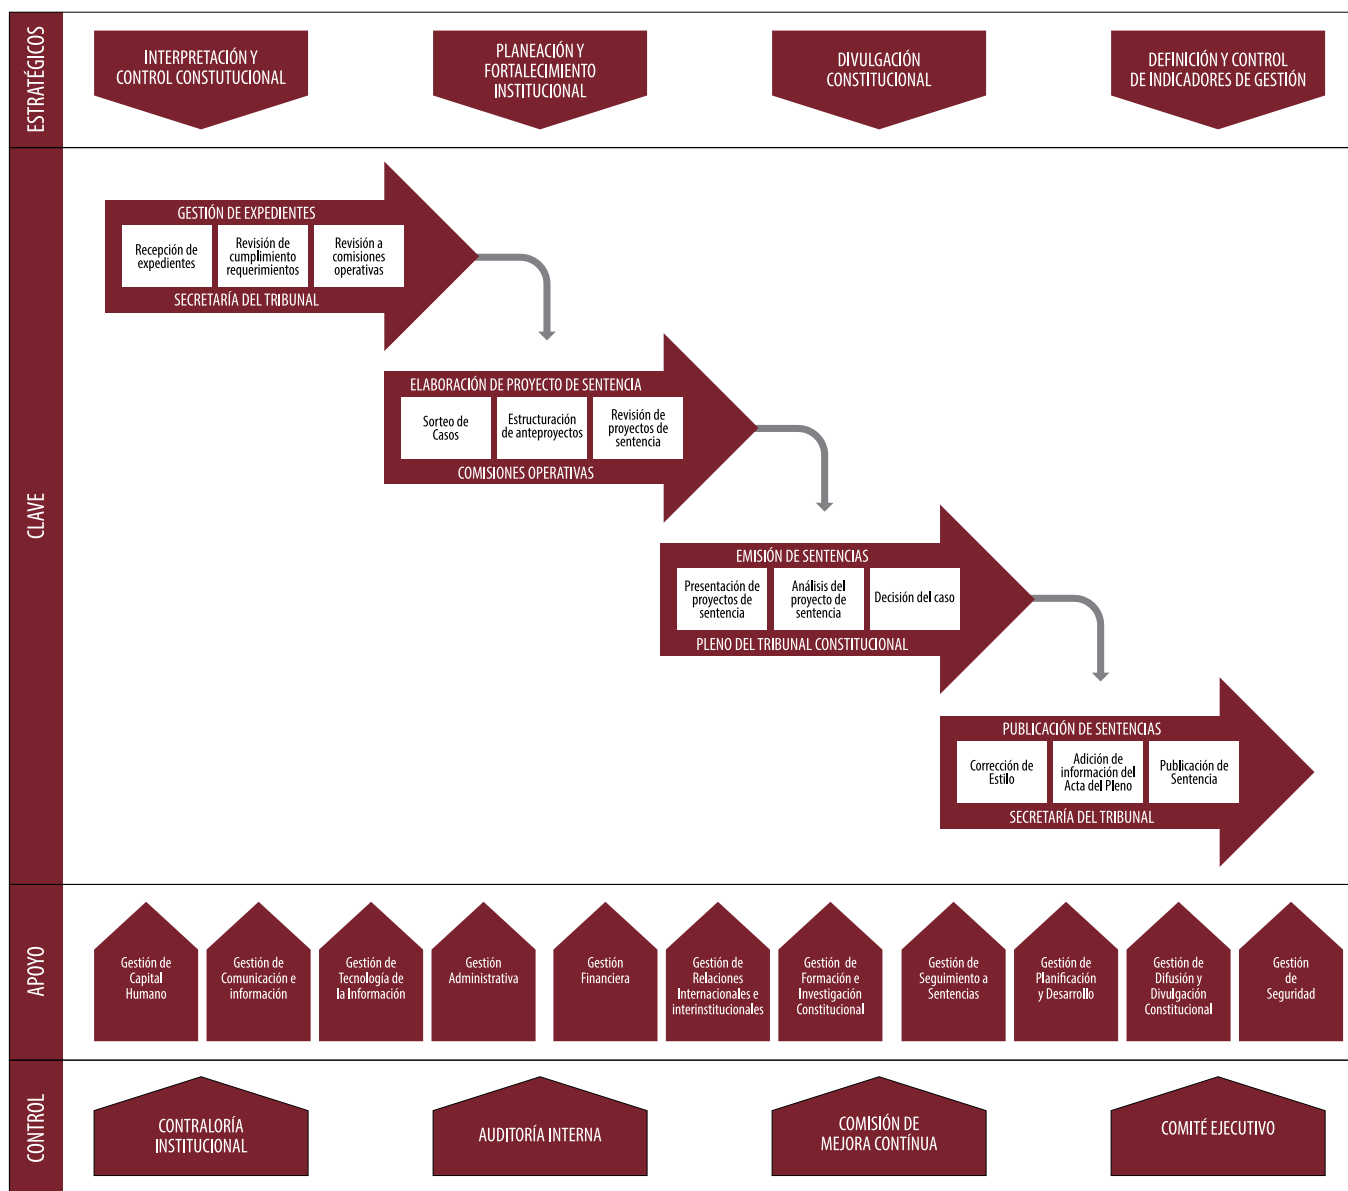 ESTRATÉGICOS
INTERPRETACIÓN Y
CONTROL CONSTUTUCIONAL
PLANEACIÓN Y
FORTALECIMIENTO
INSTITUCIONAL
DIVULGACIÓN
CONSTITUCIONAL
DEFINICIÓN Y CONTROL
DE INDICADORES DE GESTIÓN
CLAVE
GESTIÓN DE EXPEDIENTES
Recepción de
expedientes
Revisión de
cumplimiento
requerimientos
Revisión a
comisiones
operativas
SECRETARÍA DEL TRIBUNAL
ELABORACIÓN DE PROYECTO DE SENTENCIA
Sorteo de
Casos
Estructuración
de anteproyectos
Revisión de
proyectos de
sentencia
COMISIONES OPERATIVAS
EMISIÓN DE SENTENCIAS
Presentación de
proyectos de
sentencia
Análisis del
proyecto de
sentencia
Decisión del caso
PLENO DEL TRIBUNAL CONSTITUCIONAL
PUBLICACIÓN DE SENTENCIAS
Corrección de
Estilo
Adición de
información del
Acta del Pleno
Publicación de
Sentencia
SECRETARÍA DEL TRIBUNAL
APOYO
Gestión de
Capital
Humano
Gestión de
Comunicación e
información
Gestión de
Tecnología de
la Información
Gestión
Administrativa
Gestión
Financiera
Gestión de
Relaciones
Internacionales e
interinstitucionales
Gestión de
Formación e
Investigación
Constitucional
Gestión de
Seguimiento a
Sentencias
Gestión de
Planificación
y Desarrollo
Gestión de
Difusión y
Divulgación
Constitucional
Gestión
de
Seguridad
CONTROL
CONTRALORÍA
INSTITUCIONAL
AUDITORÍA INTERNA
COMISIÓN DE
MEJORA CONTÍNUA
COMITÉ EJECUTIVO